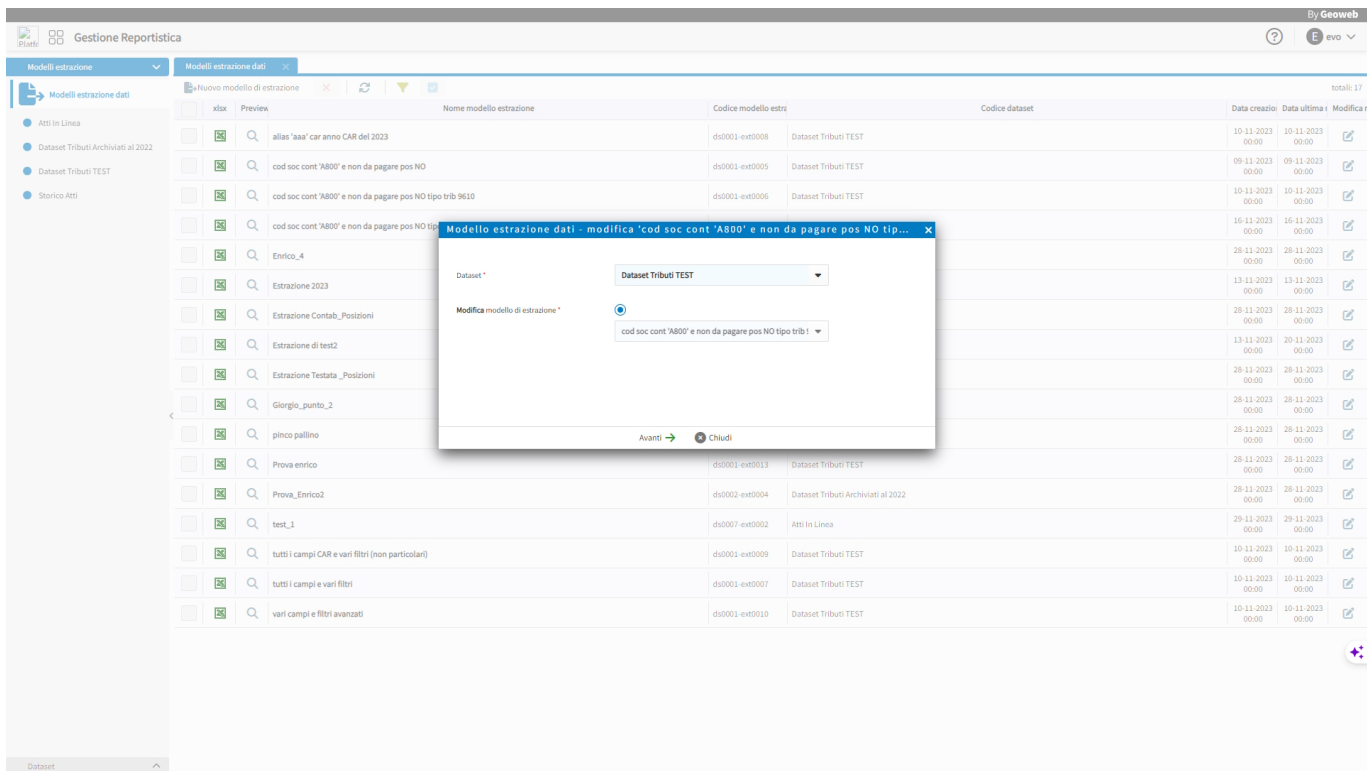 By Geoweb
Gestione Reportistica
? E evo
Modelli estrazione
Modelli estrazione dati
Modelli estrazione dati
Nuovo modello di estrazione
totali: 17
Atti In Linea
Dataset Tributi Archiviati al 2022
Dataset Tributi TEST
Storico Atti
xlsx Preview Nome modello estrazione Codice modello estra Codice dataset Data creazio Data ultima Modifica
alias 'aaa' car anno CAR del 2023 ds0001-ext0008 Dataset Tributi TEST 10-11-2023 00:00 10-11-2023 00:00
cod soc cont 'A800' e non da pagare pos NO ds0001-ext0005 Dataset Tributi TEST 09-11-2023 00:00 09-11-2023 00:00
cod soc cont 'A800' e non da pagare pos NO tipo trib 9610 ds0001-ext0006 Dataset Tributi TEST 10-11-2023 00:00 10-11-2023 00:00
cod soc cont 'A800' e non da pagare pos NO tip 16-11-2023 00:00 16-11-2023 00:00
Enrico_4 28-11-2023 00:00 28-11-2023 00:00
Estrazione 2023 13-11-2023 00:00 13-11-2023 00:00
Estrazione Contab_Posizioni 28-11-2023 00:00 28-11-2023 00:00
Estrazione di test2 13-11-2023 00:00 20-11-2023 00:00
Estrazione Testata _Posizioni 28-11-2023 00:00 28-11-2023 00:00
Giorgio_punto_2 28-11-2023 00:00 28-11-2023 00:00
pinco pallino 28-11-2023 00:00 28-11-2023 00:00
Prova enrico ds0001-ext0013 Dataset Tributi TEST 28-11-2023 00:00 28-11-2023 00:00
Prova_Enrico2 ds0002-ext0004 Dataset Tributi Archiviati al 2022 28-11-2023 00:00 28-11-2023 00:00
test_1 ds0007-ext0002 Atti In Linea 29-11-2023 00:00 29-11-2023 00:00
tutti i campi CAR e vari filtri (non particolari) ds0001-ext0009 Dataset Tributi TEST 10-11-2023 00:00 10-11-2023 00:00
tutti i campi e vari filtri ds0001-ext0007 Dataset Tributi TEST 10-11-2023 00:00 10-11-2023 00:00
vari campi e filtri avanzati ds0001-ext0010 Dataset Tributi TEST 10-11-2023 00:00 10-11-2023 00:00
Modello estrazione dati - modifica 'cod soc cont 'A800' e non da pagare pos NO tip...
Dataset * Dataset Tributi TEST
Modifica modello di estrazione *
cod soc cont 'A800' e non da pagare pos NO tipo trib
Avanti Chiudi
Dataset